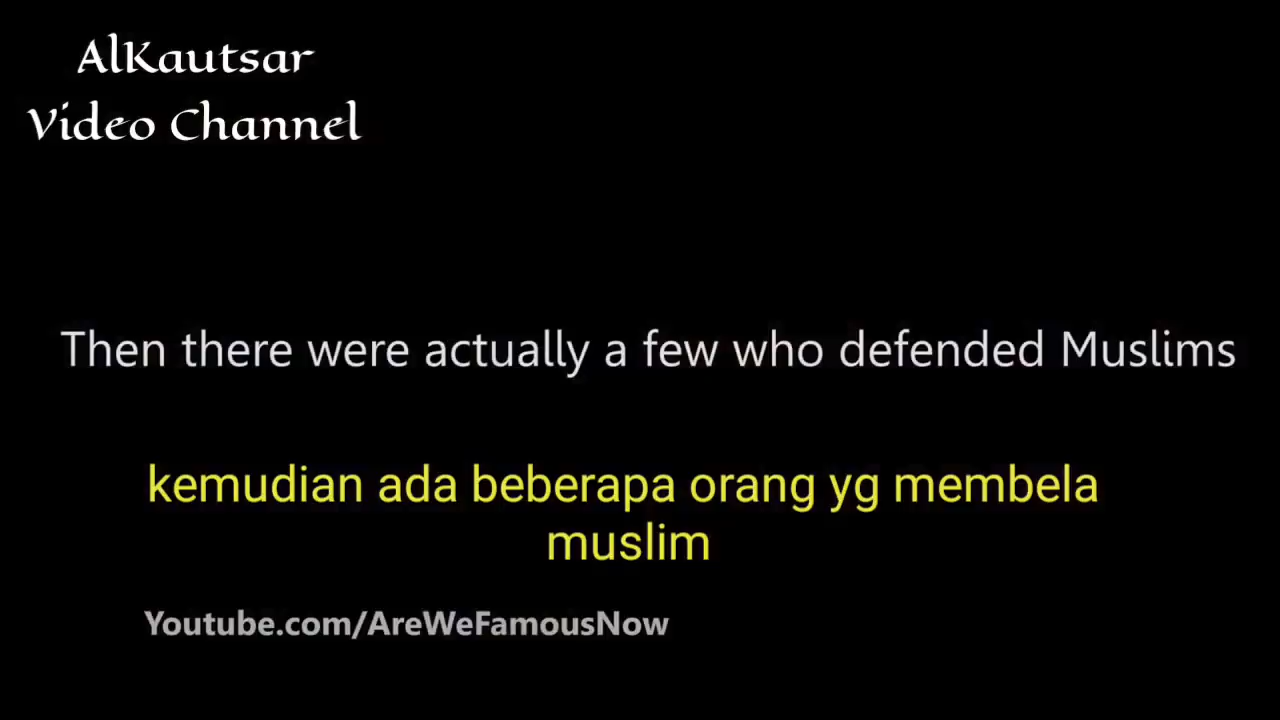 AlKautsar
Video Channel
Then there were actually a few who defended Muslims
kemudian ada beberapa orang yg membela
muslim
Youtube.com/AreWeFamousNow